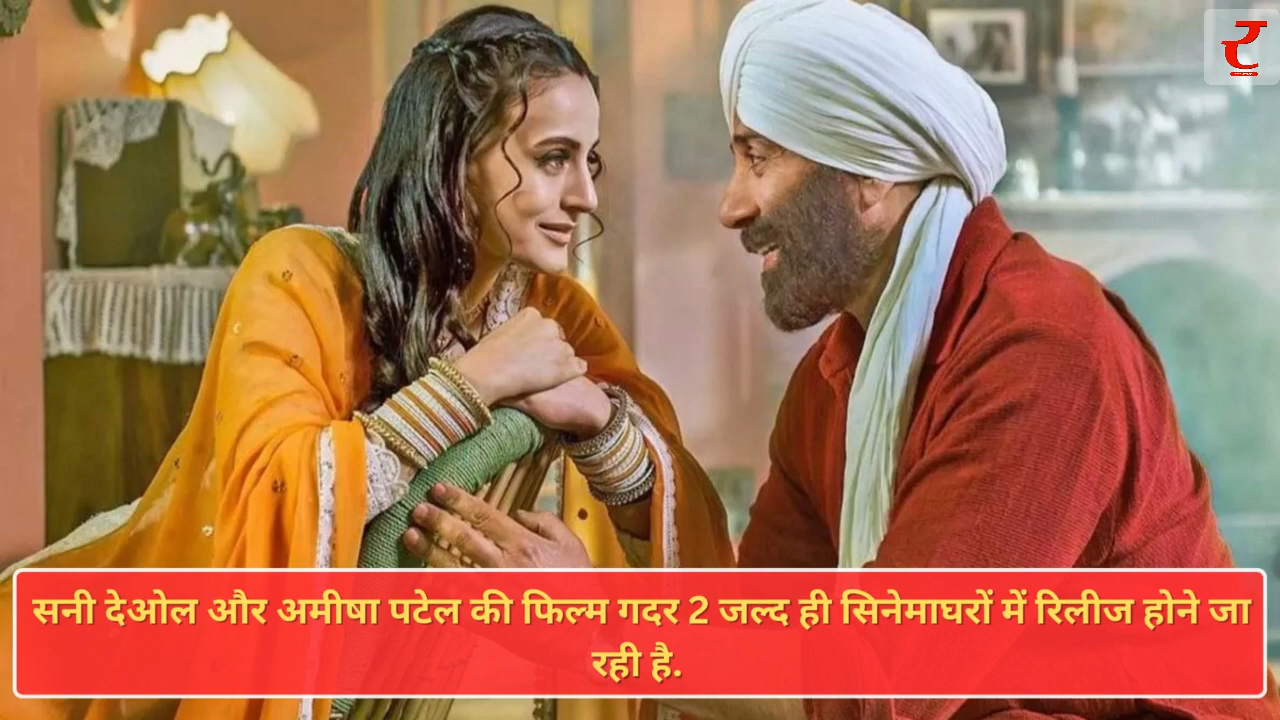 सनी देओल और अमीषा पटेल की फिल्म गदर 2 जल्द ही सिनेमाघरों में रिलीज होने जा
रही है.